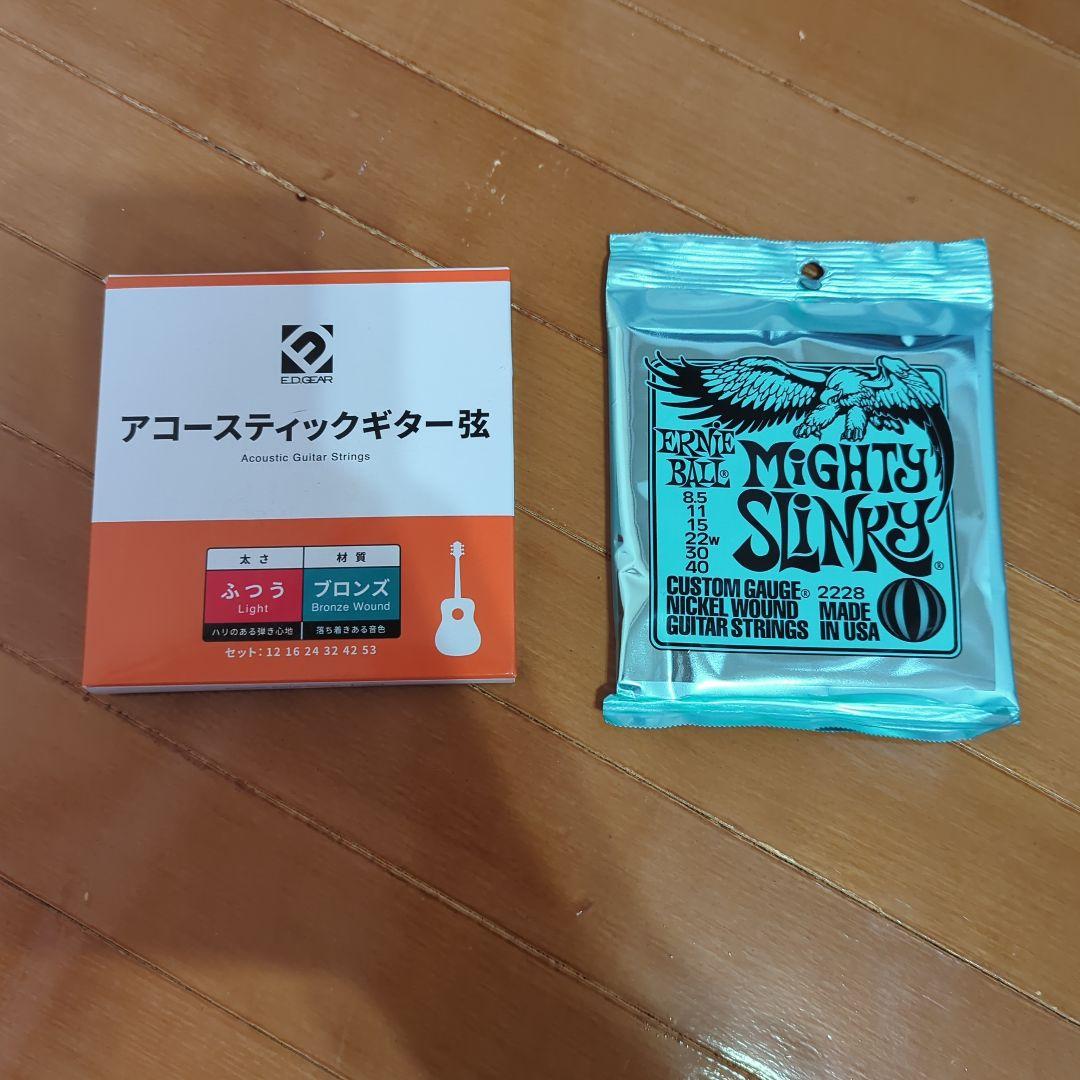 E.D.GEAR
アコースティックギター弦
Acoustic Guitar Strings
太さ 材質
ふつう ブロンズ
Light Bronze Wound
ハリのある弾き心地 落ち着きある音色
セット: 12 16 24 32 42 53
ERNiE
BALL®
MiGHTY
SLiNKY®
8.5
11
15
22w
30
40
CUSTOM GAUGE® 2228
NICKEL WOUND MADE
GUITAR STRINGS IN USA